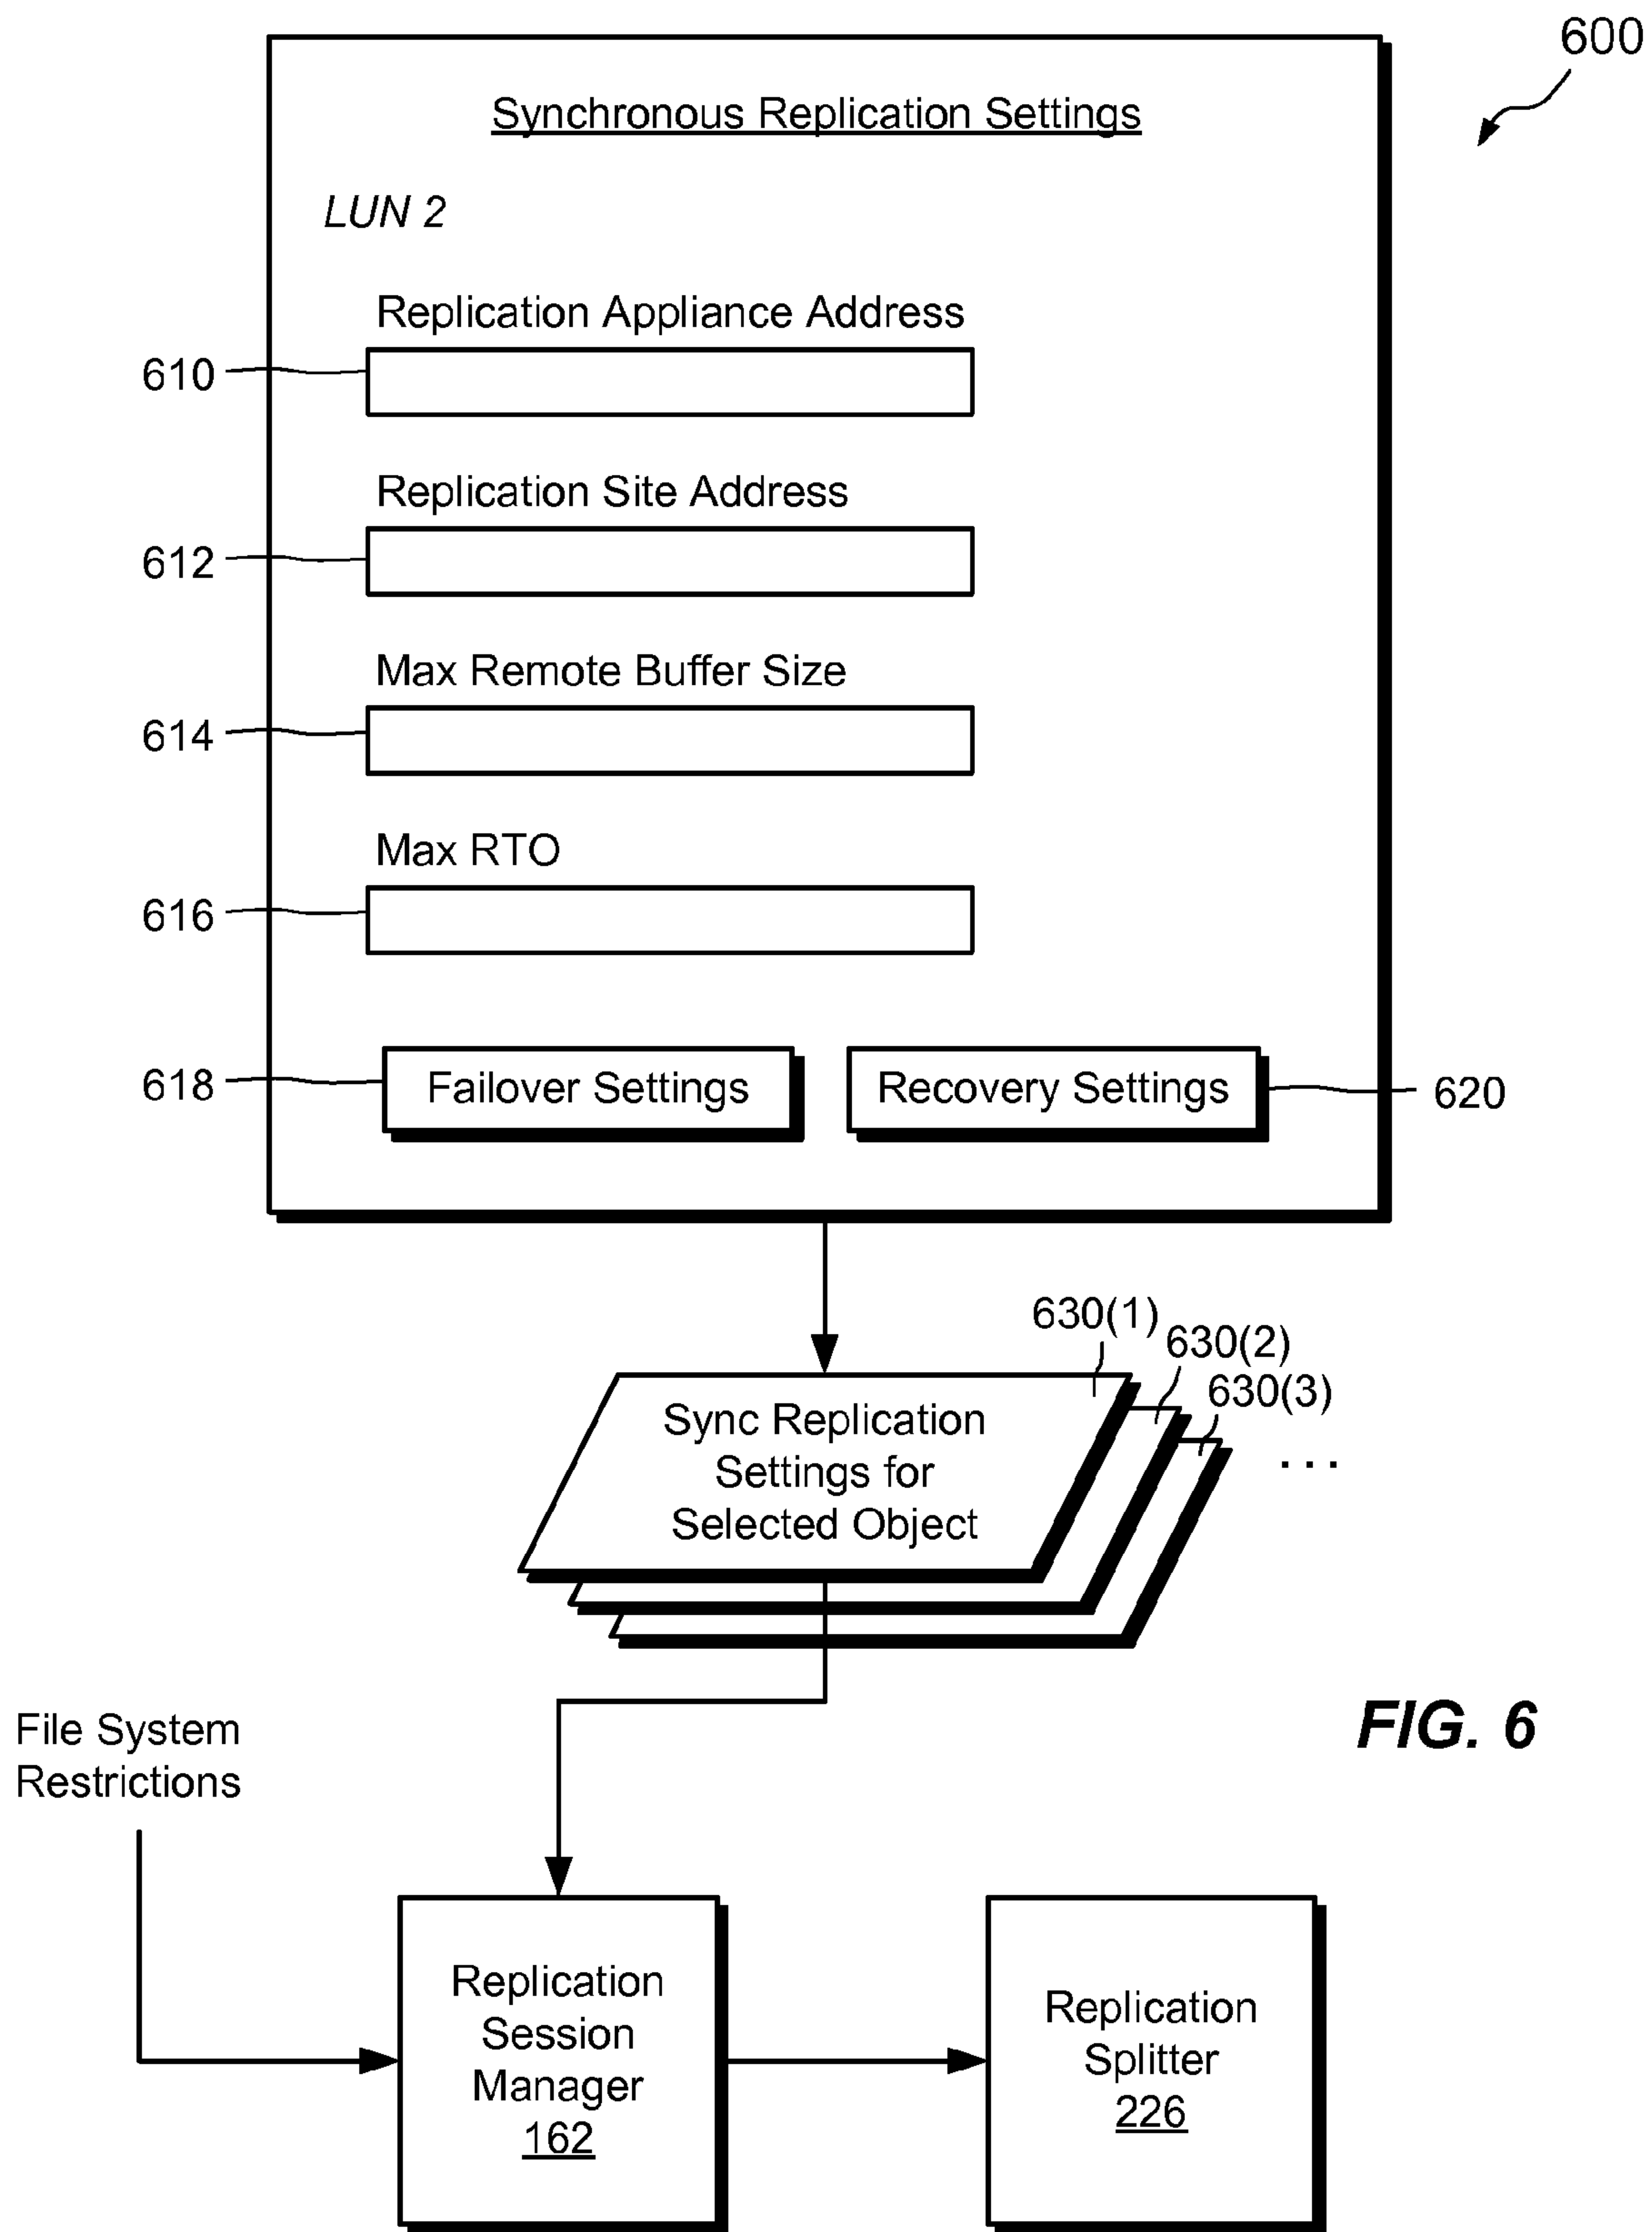 600
Synchronous Replication Settings
LUN 2
Replication Appliance Address
610
Replication Site Address
612
Max Remote Buffer Size
614
Max RTO
616
618
Failover Settings
Recovery Settings
620
630(1)
630(2)
630(3)
Sync Replication
Settings for
Selected Object
...
FIG. 6
File System
Restrictions
Replication
Session
Manager
162
Replication
Splitter
226